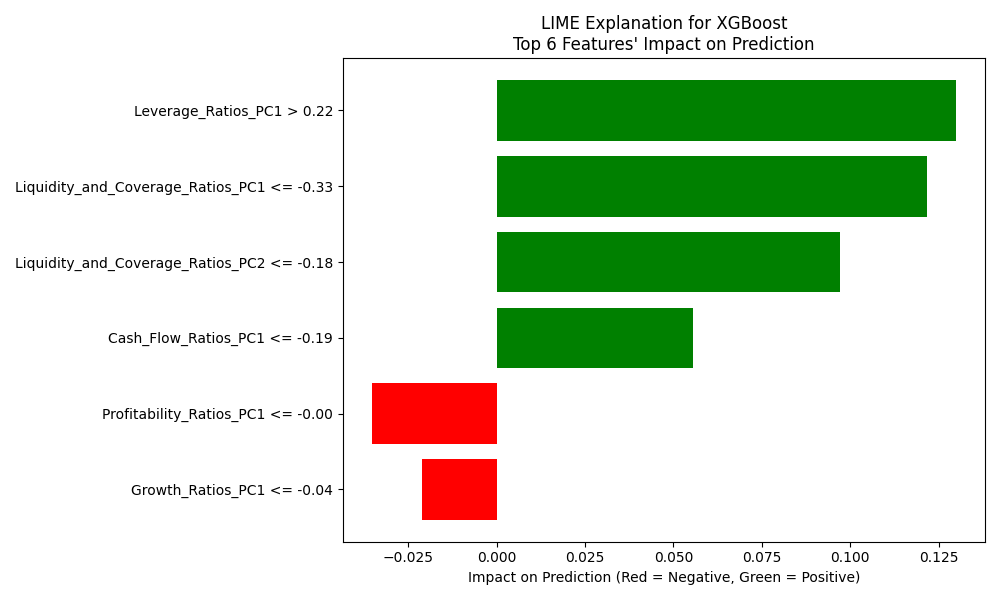 LIME Explanation for XGBoost
Top 6 Features' Impact on Prediction
Leverage_Ratios_PC1 > 0.22
Liquidity_and_Coverage_Ratios_PC1 <= -0.33
Liquidity_and_Coverage_Ratios_PC2 <= -0.18
Cash_Flow_Ratios_PC1 <= -0.19
Profitability_Ratios_PC1 <= -0.00
Growth_Ratios_PC1 <= -0.04
−0.025 0.000 0.025 0.050 0.075 0.100 0.125
Impact on Prediction (Red = Negative, Green = Positive)